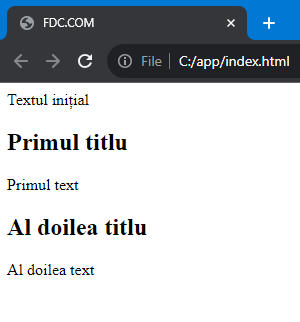 FDC.COM
File C:/app/index.html
Textul inițial
Primul titlu
Primul text
Al doilea titlu
Al doilea text